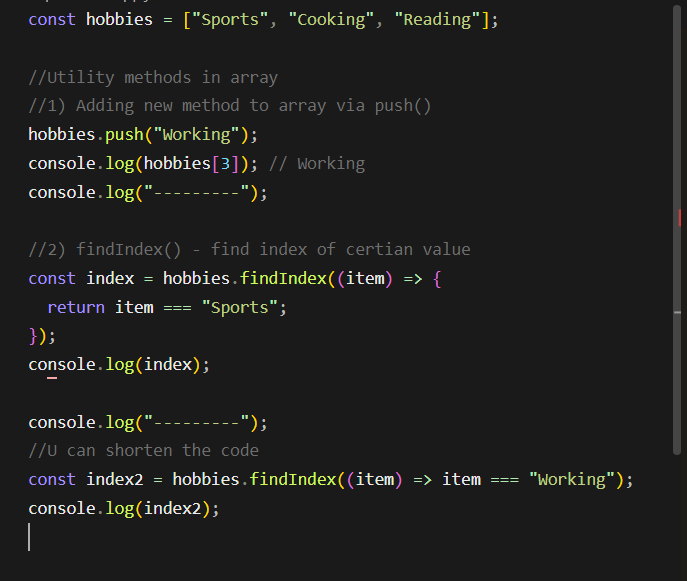 const hobbies = ["Sports", "Cooking", "Reading"];
//Utility methods in array
//1) Adding new method to array via push()
hobbies.push("Working");
console.log(hobbies[3]); // Working
console.log("---------");
//2) findIndex() - find index of certian value
const index = hobbies.findIndex((item) => {
  return item === "Sports";
});
console.log(index);
console.log("---------");
//U can shorten the code
const index2 = hobbies.findIndex((item) => item === "Working");
console.log(index2);